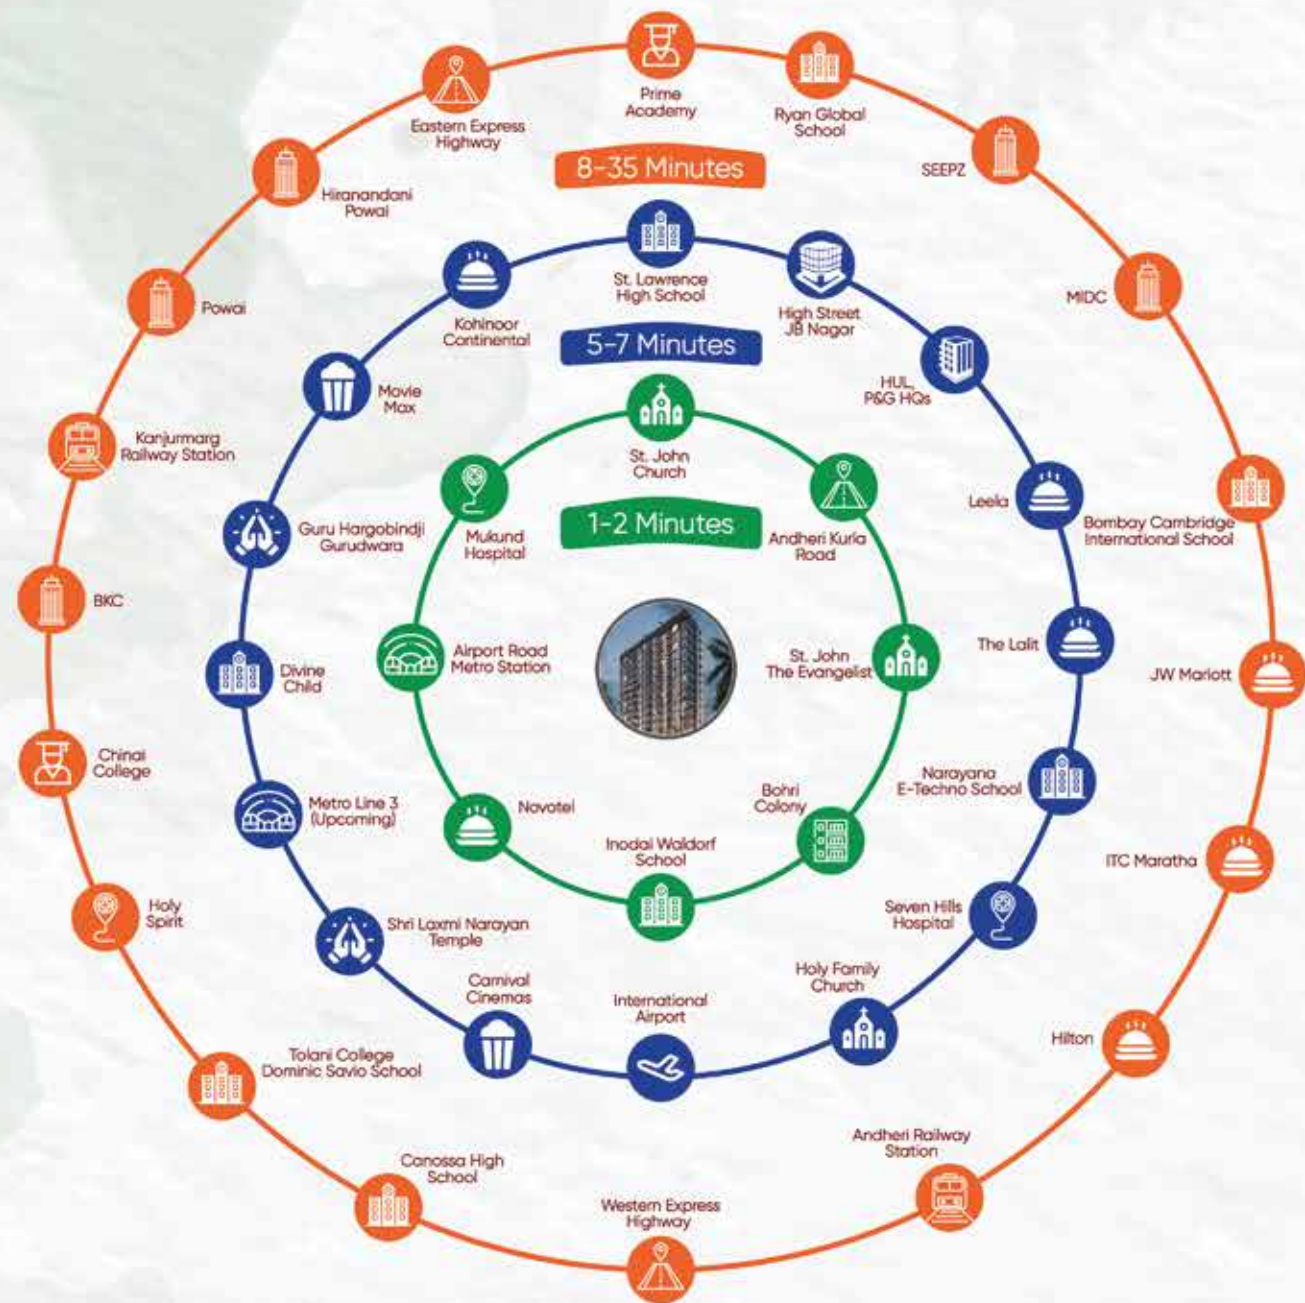 Prime
Academy
Ryan Global
School
SEEPZ
MIDC
Bombay Cambridge
International School
JW Mariott
ITC Maratha
Hilton
Andheri Railway
Station
Western Express
Highway
Canossa High
School
Tolani College
Dominic Savio School
Holy
Spirit
Chinai
College
BKC
Kanjurmarg
Railway Station
Powai
Hiranandani
Powai
Eastern Express
Highway
8-35 Minutes
St. Lawrence
High School
High Street
JB Nagar
HUL,
P&G HQs
Leela
The Lalit
Narayana
E-Techno School
Seven Hills
Hospital
Holy Family
Church
International
Airport
Carnival
Cinemas
Shri Laxmi Narayan
Temple
Metro Line 3
(Upcoming)
Divine
Child
Guru Hargobindji
Gurudwara
Movie
Max
Kohinoor
Continental
5-7 Minutes
St. John
Church
Andheri Kurla
Road
St. John
The Evangelist
Bohri
Colony
Inodai Waldorf
School
Novotel
Airport Road
Metro Station
Mukund
Hospital
1-2 Minutes